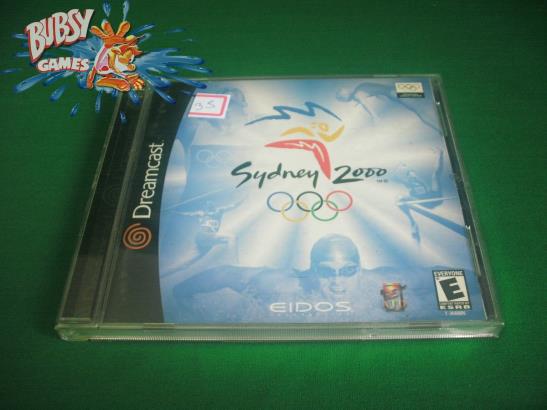 BUBSY
GAMES
35
Dreamcast
Sydney 2000
EIDOS
EVERYONE
E
ESRB